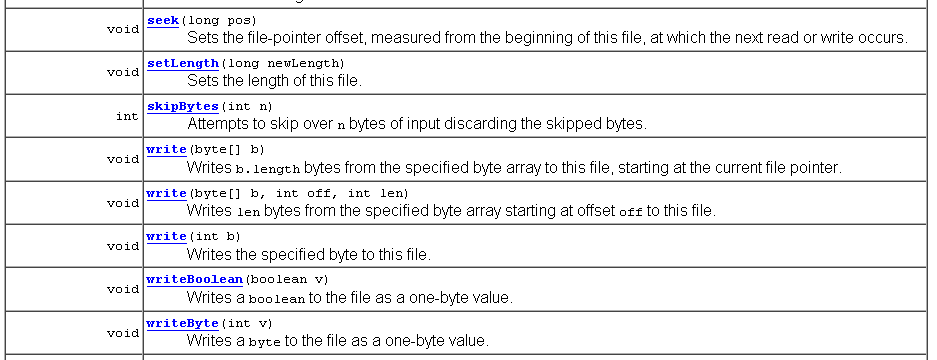 void seek(long pos)
Sets the file-pointer offset, measured from the beginning of this file, at which the next read or write occurs.
void setLength(long newLength)
Sets the length of this file.
int skipBytes(int n)
Attempts to skip over n bytes of input discarding the skipped bytes.
void write(byte[] b)
Writes b.length bytes from the specified byte array to this file, starting at the current file pointer.
void write(byte[] b, int off, int len)
Writes len bytes from the specified byte array starting at offset off to this file.
void write(int b)
Writes the specified byte to this file.
void writeBoolean(boolean v)
Writes a boolean to the file as a one-byte value.
void writeByte(int v)
Writes a byte to the file as a one-byte value.